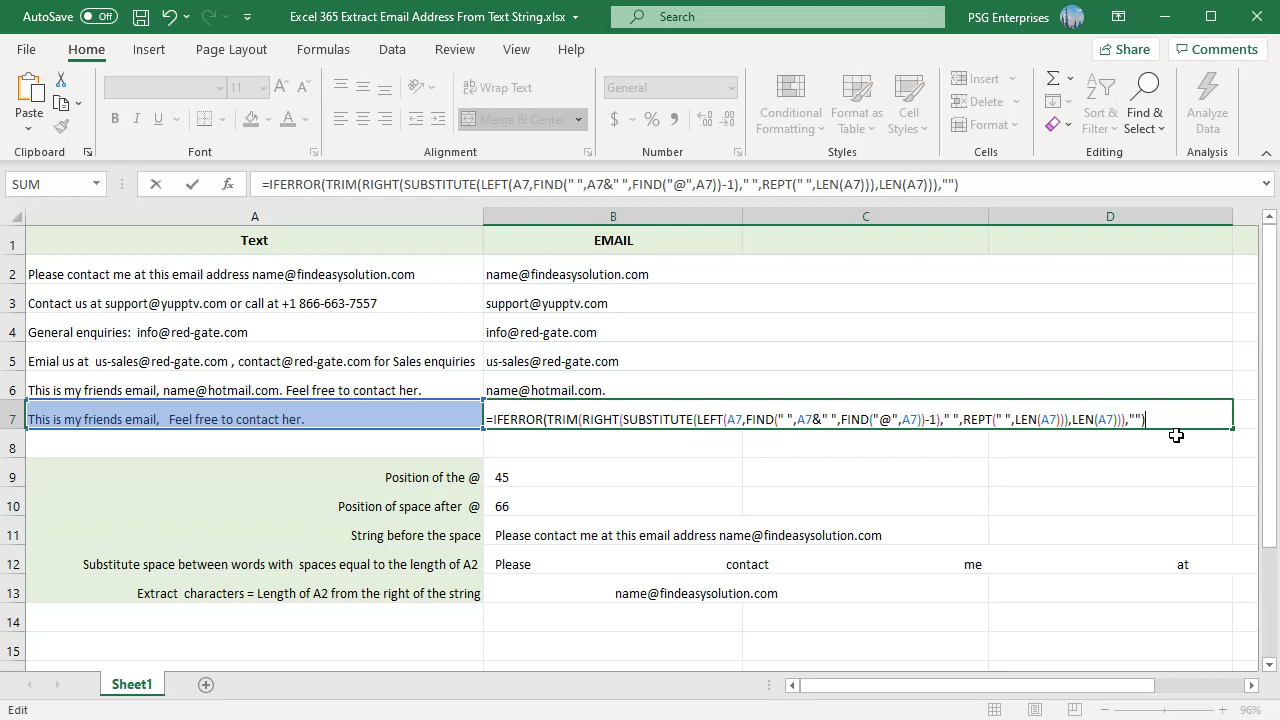 AutoSave Off Excel 365 Extract Email Address From Text String.xlsx Search PSG Enterprises
File Home Insert Page Layout Formulas Data Review View Help Share Comments
Paste
Clipboard
11 A A
B I U A
Font
Wrap Text
Merge & Center
Alignment
General
$ % ,
Number
Conditional Formatting
Format as Table
Cell Styles
Styles
Insert
Delete
Format
Cells
Sort & Filter
Find & Select
Editing
Analyze Data
Analysis
SUM fx =IFERROR(TRIM(RIGHT(SUBSTITUTE(LEFT(A7,FIND(" ",A7&" ",FIND("@",A7))-1)," ",REPT(" ",LEN(A7))),LEN(A7))),"")
A B C D
1 Text EMAIL
2 Please contact me at this email address name@findeasysolution.com name@findeasysolution.com
3 Contact us at support@yupptv.com or call at +1 866-663-7557 support@yupptv.com
4 General enquiries:  info@red-gate.com info@red-gate.com
5 Emial us at  us-sales@red-gate.com , contact@red-gate.com for Sales enquiries us-sales@red-gate.com
6 This is my friends email, name@hotmail.com. Feel free to contact her. name@hotmail.com.
7 This is my friends email,   Feel free to contact her. =IFERROR(TRIM(RIGHT(SUBSTITUTE(LEFT(A7,FIND(" ",A7&" ",FIND("@",A7))-1)," ",REPT(" ",LEN(A7))),LEN(A7))),"")
8
9 Position of the @ 45
10 Position of space after  @ 66
11 String before the space Please contact me at this email address name@findeasysolution.com
12 Substitute space between words with  spaces equal to the length of A2 Please contact me at
13 Extract  characters = Length of A2 from the right of the string name@findeasysolution.com
14
15
Sheet1
Edit 96%